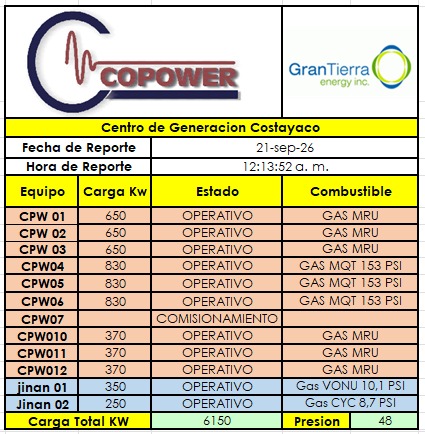 COPOWER
GranTierra
energy inc.
Centro de Generacion Costayaco
Fecha de Reporte 21-sep-26
Hora de Reporte 12:13:52 a. m.
Equipo Carga Kw Estado Combustible
CPW 01 650 OPERATIVO GAS MRU
CPW 02 650 OPERATIVO GAS MRU
CPW 03 650 OPERATIVO GAS MRU
CPW04 830 OPERATIVO GAS MQT 153 PSI
CPW05 830 OPERATIVO GAS MQT 153 PSI
CPW06 830 OPERATIVO GAS MQT 153 PSI
CPW07 COMISIONAMIENTO
CPW010 370 OPERATIVO GAS MRU
CPW011 370 OPERATIVO GAS MRU
CPW012 370 OPERATIVO GAS MRU
jinan 01 350 OPERATIVO Gas VONU 10,1 PSI
Jinan 02 250 OPERATIVO Gas CYC 8,7 PSI
Carga Total KW 6150 Presion 48